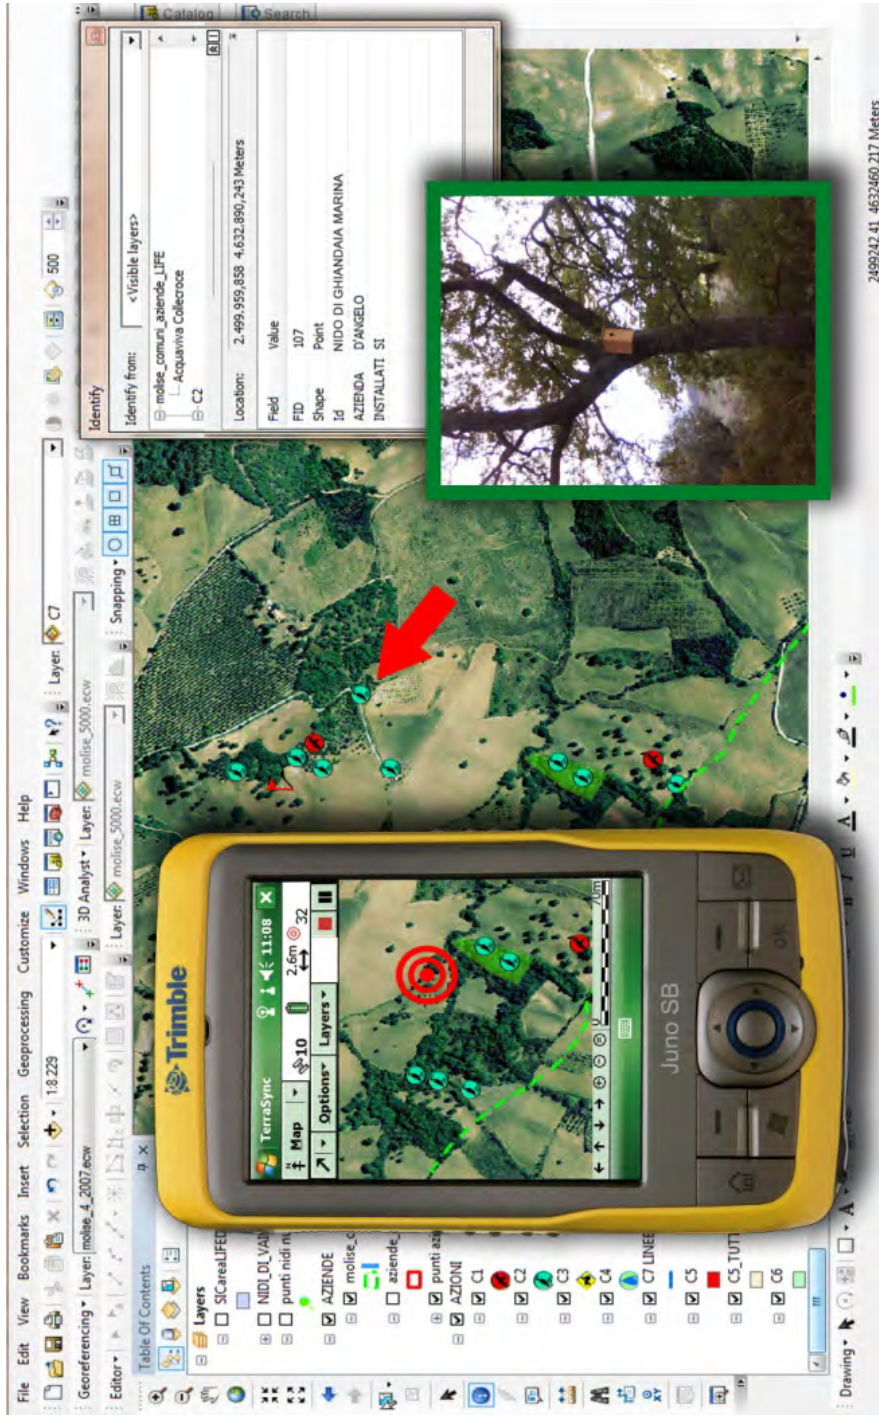 File Edit View Bookmarks Insert Selection Geoprocessing Customize Windows Help
1:8.229
Layer: C7
500
Georeferencing Layer: molise_4_2007.ecw
3D Analyst Layer: molise_5000.ecw
Editor
Layer: molise_5000.ecw
Snapping
Table Of Contents
Layers
NIDI_DI_VAI
punti nidi nu
AZIENDE
molise_c
aziende_
punti azi
AZIONI
C1
C2
C3
C4
C7 LINEE
C5
C5_TUTT
C6
Drawing
A
A
B I U A
Catalog
Search
Identify
Identify from: <Visible layers>
molise_comuni_aziende_LIFE
Acquaviva Collecroce
C2
Location: 2.499.959,858 4.632.890,243 Meters
Field Value
FID 107
Shape Point
Id NIDO DI GHIANDAIA MARINA
AZIENDA D'ANGELO
INSTALLATI SI
Trimble
TerraSync 11:08
Map 10 2.6m 32
Options Layers
Juno SB
OK
2499242,41 4632460,217 Meters